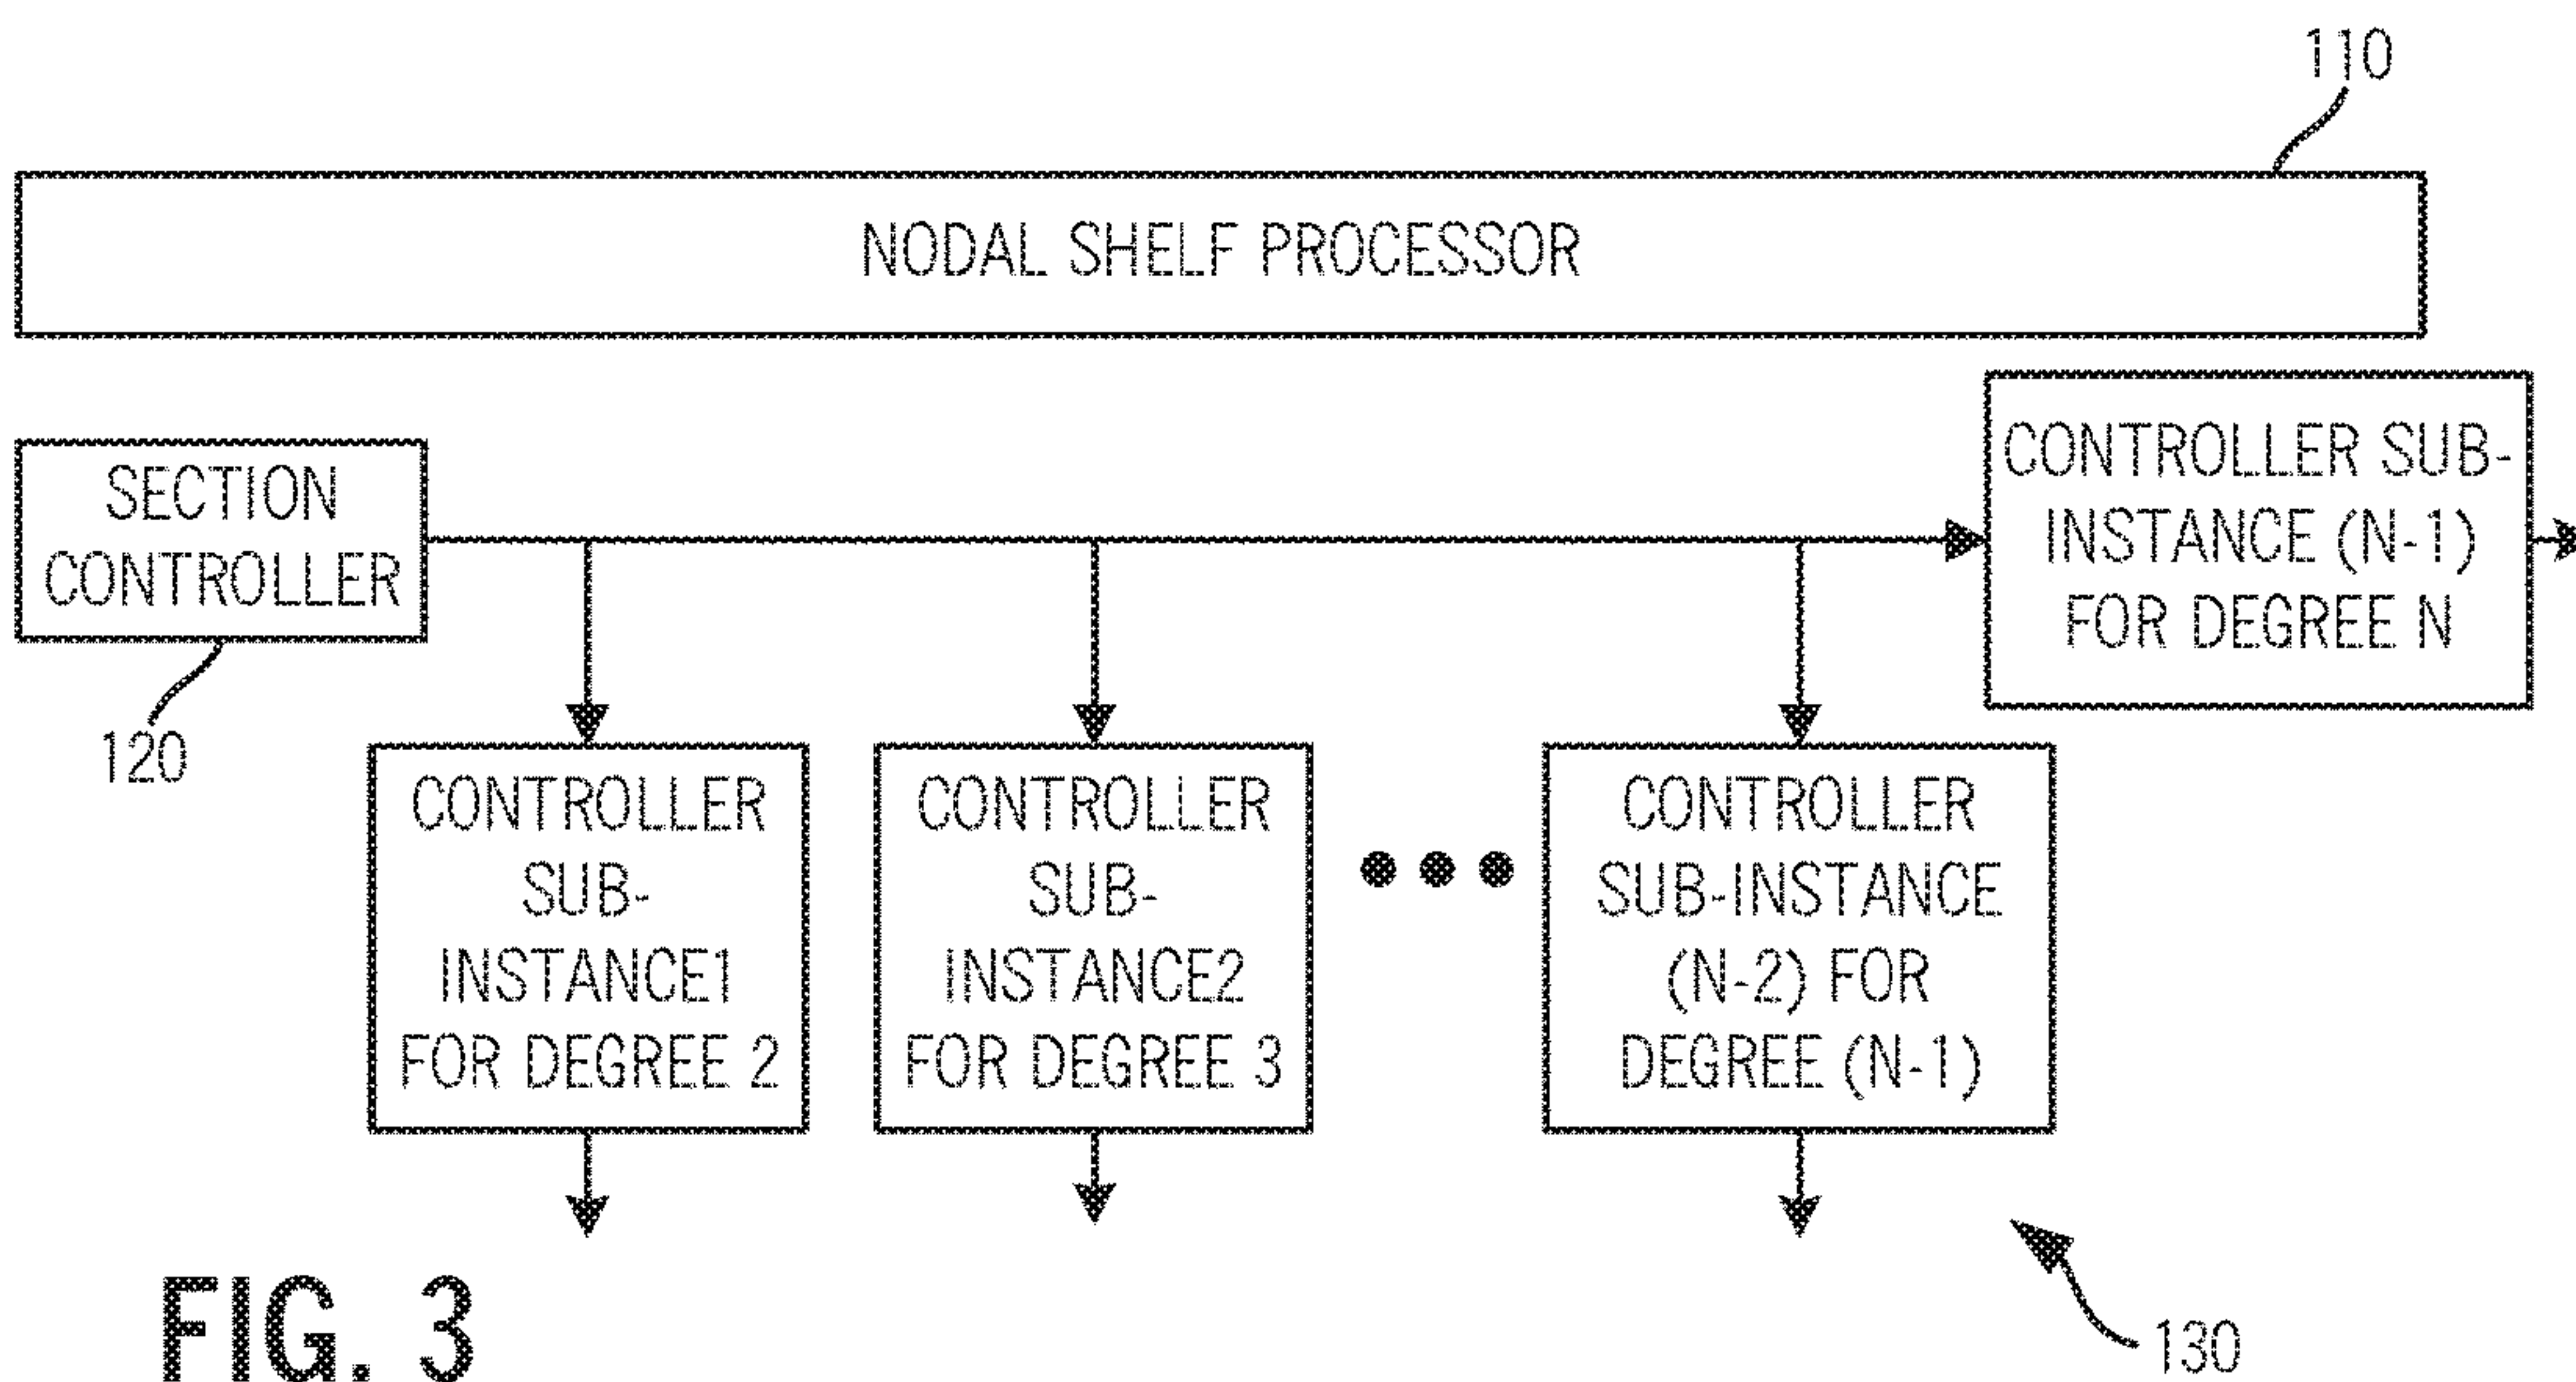 110
NODAL SHELF PROCESSOR
SECTION
CONTROLLER
120
CONTROLLER SUB-
INSTANCE (N-1)
FOR DEGREE N
CONTROLLER
SUB-
INSTANCE1
FOR DEGREE 2
CONTROLLER
SUB-
INSTANCE2
FOR DEGREE 3
CONTROLLER
SUB-INSTANCE
(N-2) FOR
DEGREE (N-1)
130
FIG. 3